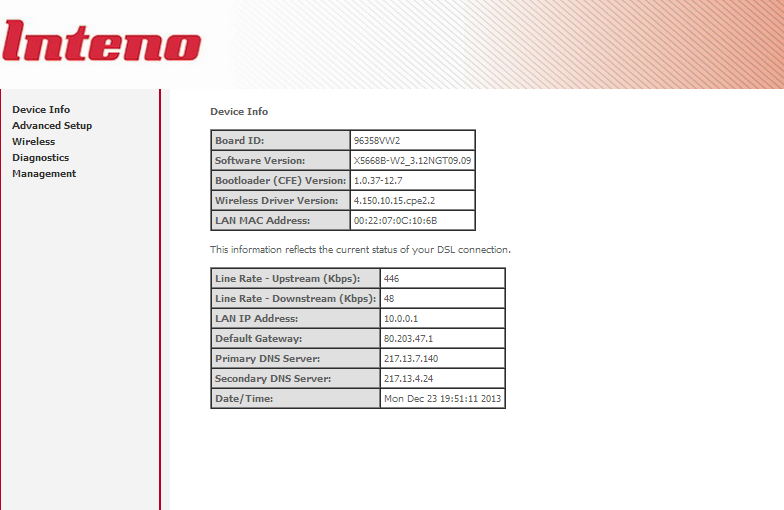 Inteno
Device Info
Advanced Setup
Wireless
Diagnostics
Management
Device Info
Board ID: 96358VW2
Software Version: X5668B-W2_3.12NGT09.09
Bootloader (CFE) Version: 1.0.37-12.7
Wireless Driver Version: 4.150.10.15.cpe2.2
LAN MAC Address: 00:22:07:0C:10:6B
This information reflects the current status of your DSL connection.
Line Rate - Upstream (Kbps): 446
Line Rate - Downstream (Kbps): 48
LAN IP Address: 10.0.0.1
Default Gateway: 80.203.47.1
Primary DNS Server: 217.13.7.140
Secondary DNS Server: 217.13.4.24
Date/Time: Mon Dec 23 19:51:11 2013